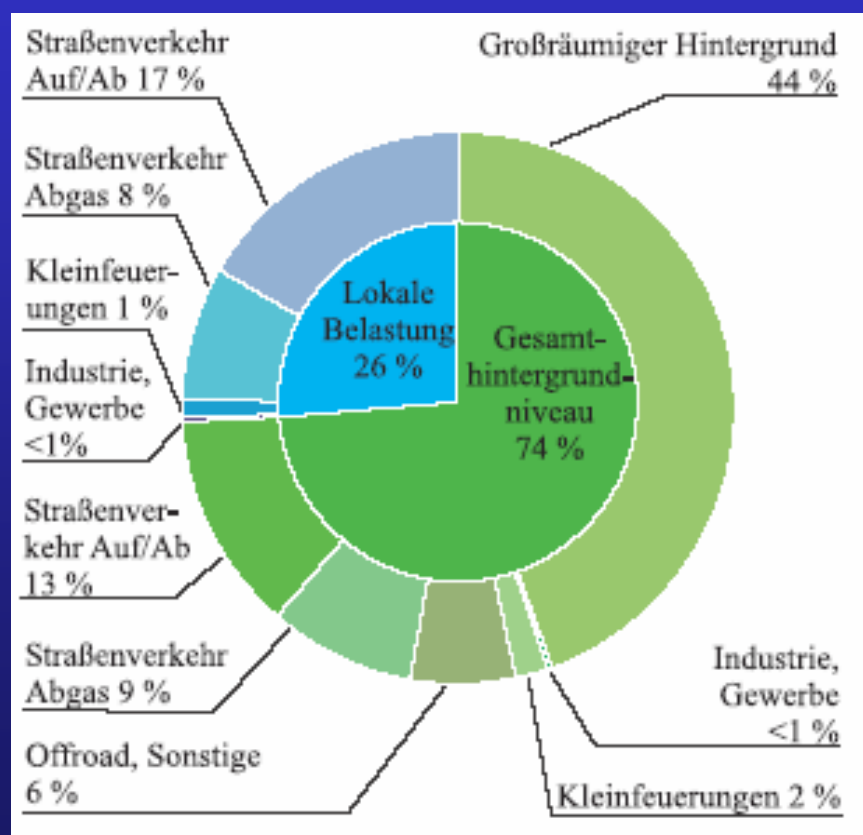 Straßenverkehr
Auf/Ab 17 %
Großräumiger Hintergrund
44 %
Straßenverkehr
Abgas 8 %
Kleinfeuer-
ungen 1 %
Industrie,
Gewerbe
<1%
Straßenver-
kehr Auf/Ab
13 %
Straßenverkehr
Abgas 9 %
Offroad, Sonstige
6 %
Lokale
Belastung
26 %
Gesamt-
hintergrund-
niveau
74 %
Industrie,
Gewerbe
<1 %
Kleinfeuerungen 2 %